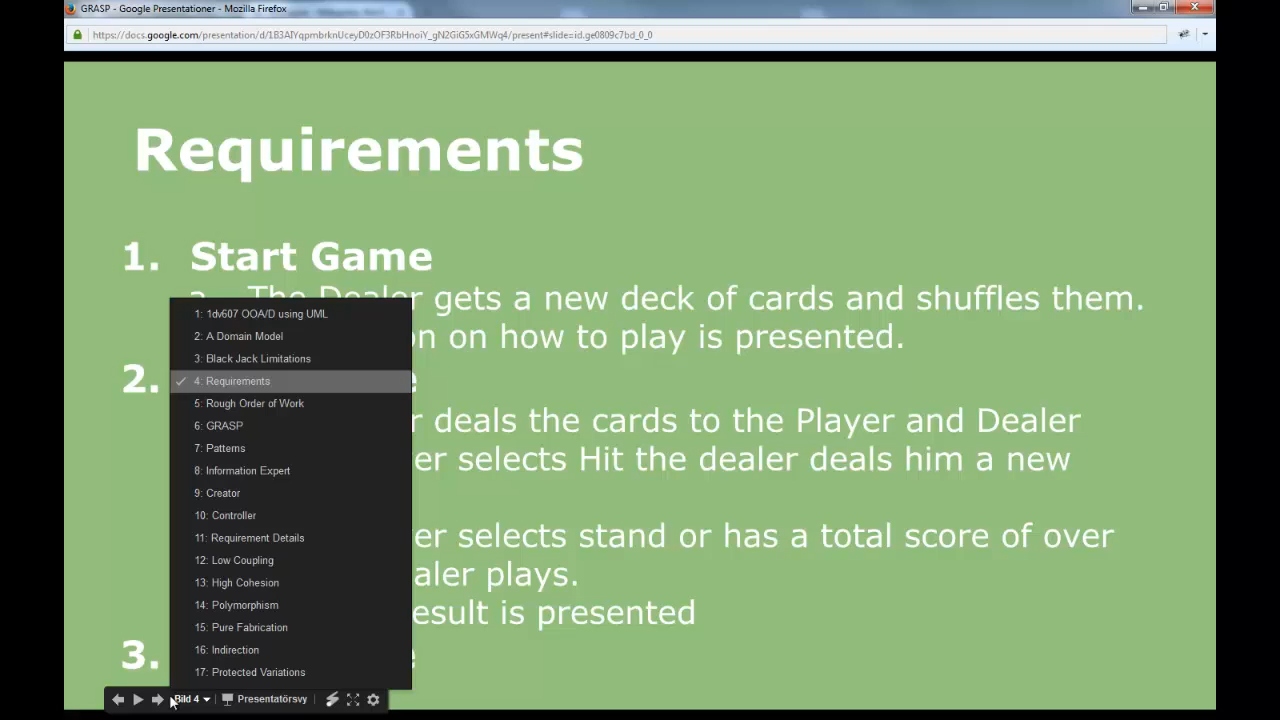 GRASP - Google Presentationer - Mozilla Firefox
https://docs.google.com/presentation/d/
Requirements
1. Start Game
a. The Dealer gets a new deck of cards and shuffles them.
on on how to play is presented.
2.
r deals the cards to the Player and Dealer
er selects Hit the dealer deals him a new
er selects stand or has a total score of over
aler plays.
esult is presented
3.
1: 1dv607 OOA/D using UML
2: A Domain Model
3: Black Jack Limitations
4: Requirements
5: Rough Order of Work
6: GRASP
7: Patterns
8: Information Expert
9: Creator
10: Controller
11: Requirement Details
12: Low Coupling
13: High Cohesion
14: Polymorphism
15: Pure Fabrication
16: Indirection
17: Protected Variations
Bild 4
Presentatörsvy